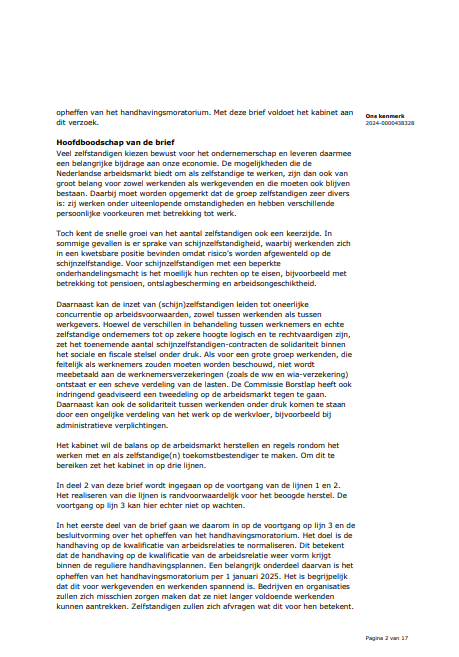 opheffen van het handhavingsmoratorium. Met deze brief voldoet het kabinet aan
dit verzoek.
Ons kenmerk
2024-0000438328
Hoofdboodschap van de brief
Veel zelfstandigen kiezen bewust voor het ondernemerschap en leveren daarmee
een belangrijke bijdrage aan onze economie. De mogelijkheden die de
Nederlandse arbeidsmarkt biedt om als zelfstandige te werken, zijn dan ook van
groot belang voor zowel werkenden als werkgevenden en die moeten ook blijven
bestaan. Daarbij moet worden opgemerkt dat de groep zelfstandigen zeer divers
is: zij werken onder uiteenlopende omstandigheden en hebben verschillende
persoonlijke voorkeuren met betrekking tot werk.
Toch kent de snelle groei van het aantal zelfstandigen ook een keerzijde. In
sommige gevallen is er sprake van schijnzelfstandigheid, waarbij werkenden zich
in een kwetsbare positie bevinden omdat risico's worden afgewenteld op de
schijnzelfstandige. Voor schijnzelfstandigen met een beperkte
onderhandelingsmacht is het moeilijk hun rechten op te eisen, bijvoorbeeld met
betrekking tot pensioen, ontslagbescherming en arbeidsongeschiktheid.
Daarnaast kan de inzet van (schijn)zelfstandigen leiden tot oneerlijke
concurrentie op arbeidsvoorwaarden, zowel tussen werkenden als tussen
werkgevers. Hoewel de verschillen in behandeling tussen werknemers en echte
zelfstandige ondernemers tot op zekere hoogte logisch en te rechtvaardigen zijn,
zet het toenemende aantal schijnzelfstandigen-contracten de solidariteit binnen
het sociale en fiscale stelsel onder druk. Als voor een grote groep werkenden, die
feitelijk als werknemers zouden moeten worden beschouwd, niet wordt
meebetaald aan de werknemersverzekeringen (zoals de ww en wia-verzekering)
ontstaat er een scheve verdeling van de lasten. De Commissie Borstlap heeft ook
indringend geadviseerd een tweedeling op de arbeidsmarkt tegen te gaan.
Daarnaast kan ook de solidariteit tussen werkenden onder druk komen te staan
door een ongelijke verdeling van het werk op de werkvloer, bijvoorbeeld bij
administratieve verplichtingen.
Het kabinet wil de balans op de arbeidsmarkt herstellen en regels rondom het
werken met en als zelfstandige(n) toekomstbestendiger te maken. Om dit te
bereiken zet het kabinet in op drie lijnen.
In deel 2 van deze brief wordt ingegaan op de voortgang van de lijnen 1 en 2.
Het realiseren van die lijnen is randvoorwaardelijk voor het beoogde herstel. De
voortgang op lijn 3 kan hier echter niet op wachten.
In het eerste deel van de brief gaan we daarom in op de voortgang op lijn 3 en de
besluitvorming over het opheffen van het handhavingsmoratorium. Het doel is de
handhaving op de kwalificatie van arbeidsrelaties te normaliseren. Dit betekent
dat de handhaving op de kwalificatie van de arbeidsrelatie weer vorm krijgt
binnen de reguliere handhavingsplannen. Een belangrijk onderdeel daarvan is het
opheffen van het handhavingsmoratorium per 1 januari 2025. Het is begrijpelijk
dat dit voor werkgevenden en werkenden spannend is. Bedrijven en organisaties
zullen zich misschien zorgen maken dat ze niet langer voldoende werkenden
kunnen aantrekken. Zelfstandigen zullen zich afvragen wat dit voor hen betekent.
Pagina 2 van 17